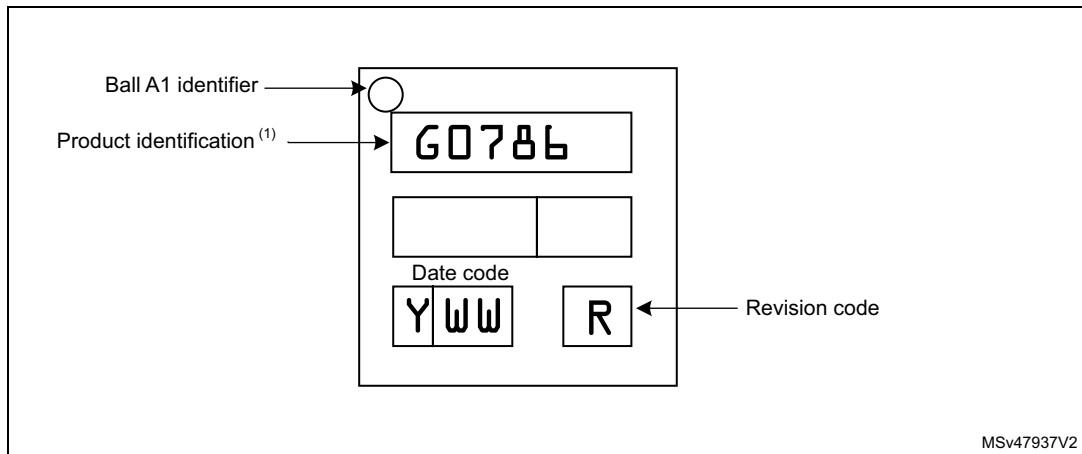 Ball A1 identifier
Product identification (1)
G0786
Date code
Y WW
R
Revision code
MSv47937V2